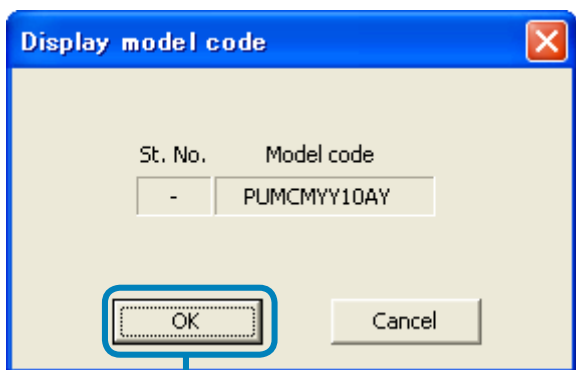 Display model code
St. No. Model code
- PUMCMYY10AY
OK Cancel